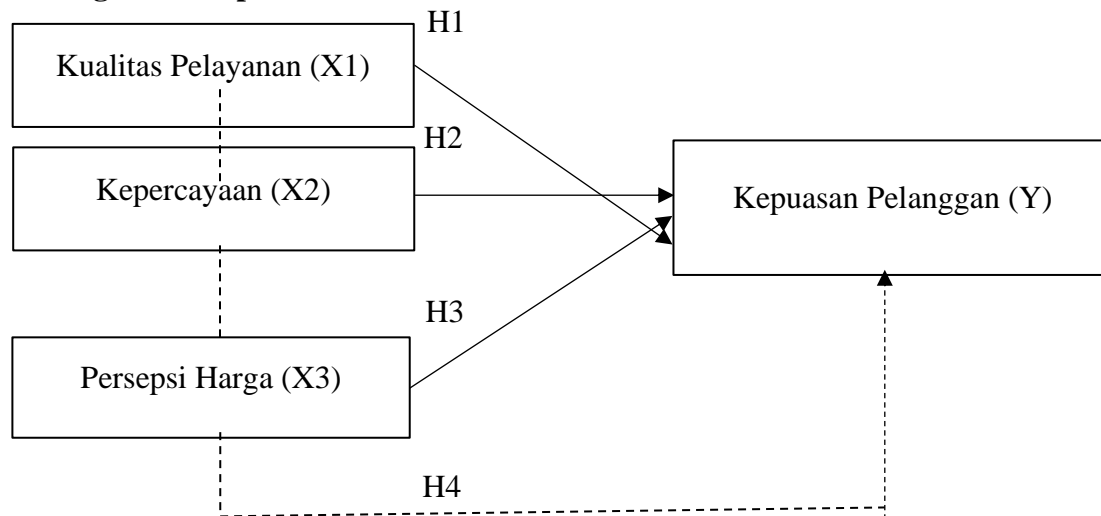 H1
Kualitas Pelayanan (X1)
H2
Kepercayaan (X2)
Kepuasan Pelanggan (Y)
H3
Persepsi Harga (X3)
H4